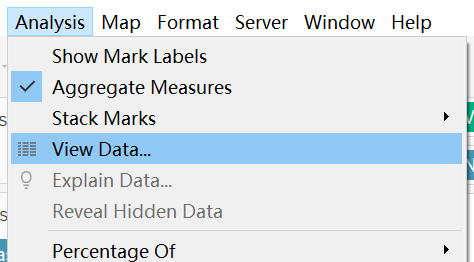 Analysis Map Format Server Window Help
Show Mark Labels
Aggregate Measures
Stack Marks
View Data...
Explain Data...
Reveal Hidden Data
Percentage Of